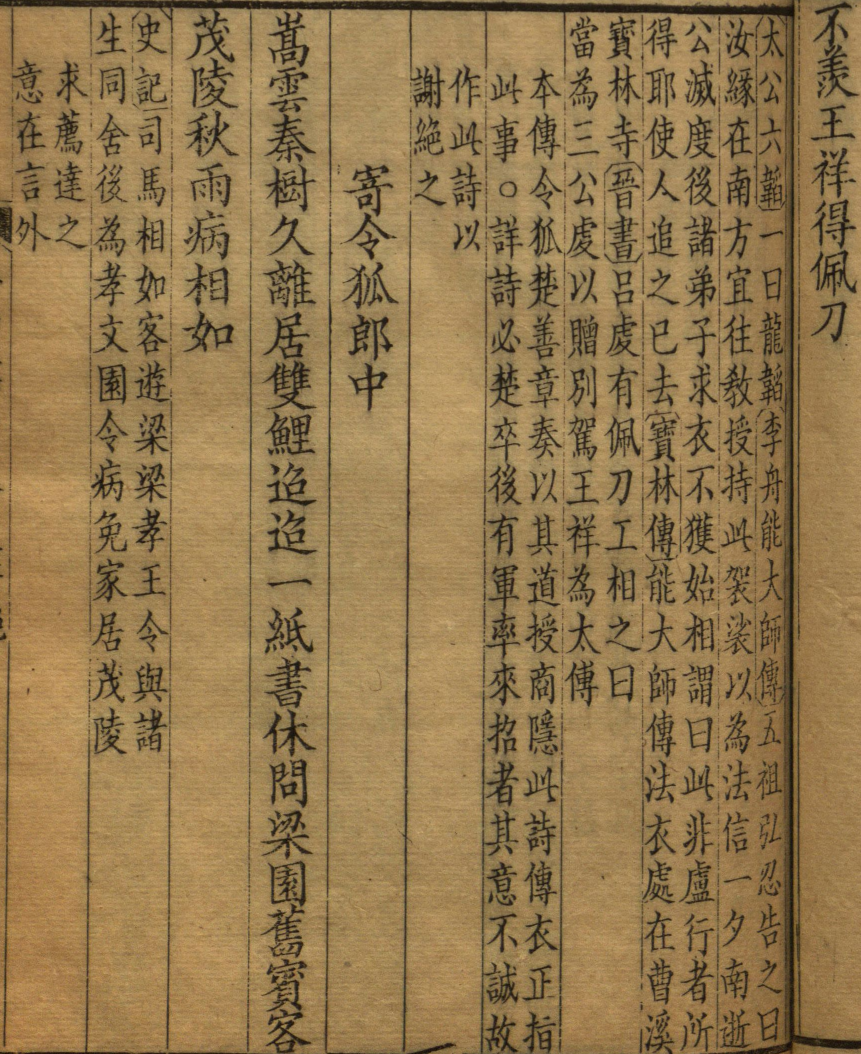 不羨王祥得佩刀
太公六韜一曰龍韜李舟能大師傳五祖弘忍告之曰
汝緣在南方宜往教授持此袈裟以為法信一夕南逝
公滅度後諸弟子求衣不獲始相謂曰此非盧行者所
得耶使人追之已去寶林傳能大師傳法衣處在曹溪
寶林寺晉書呂虔有佩刀工相之曰
當為三公虔以贈別駕王祥為太傅
本傳令狐楚善章奏以其道授商隱此詩傳衣正指
此事○詳詩必楚卒後有軍率來招者其意不誠故
作此詩以
謝絶之
寄令狐郎中
嵩雲秦樹久離居雙鯉迢迢一紙書休問梁園舊賓客
茂陵秋雨病相如
史記司馬相如客遊梁梁孝王令與諸
生同舍後為孝文園令病免家居茂陵
求薦達之
意在言外